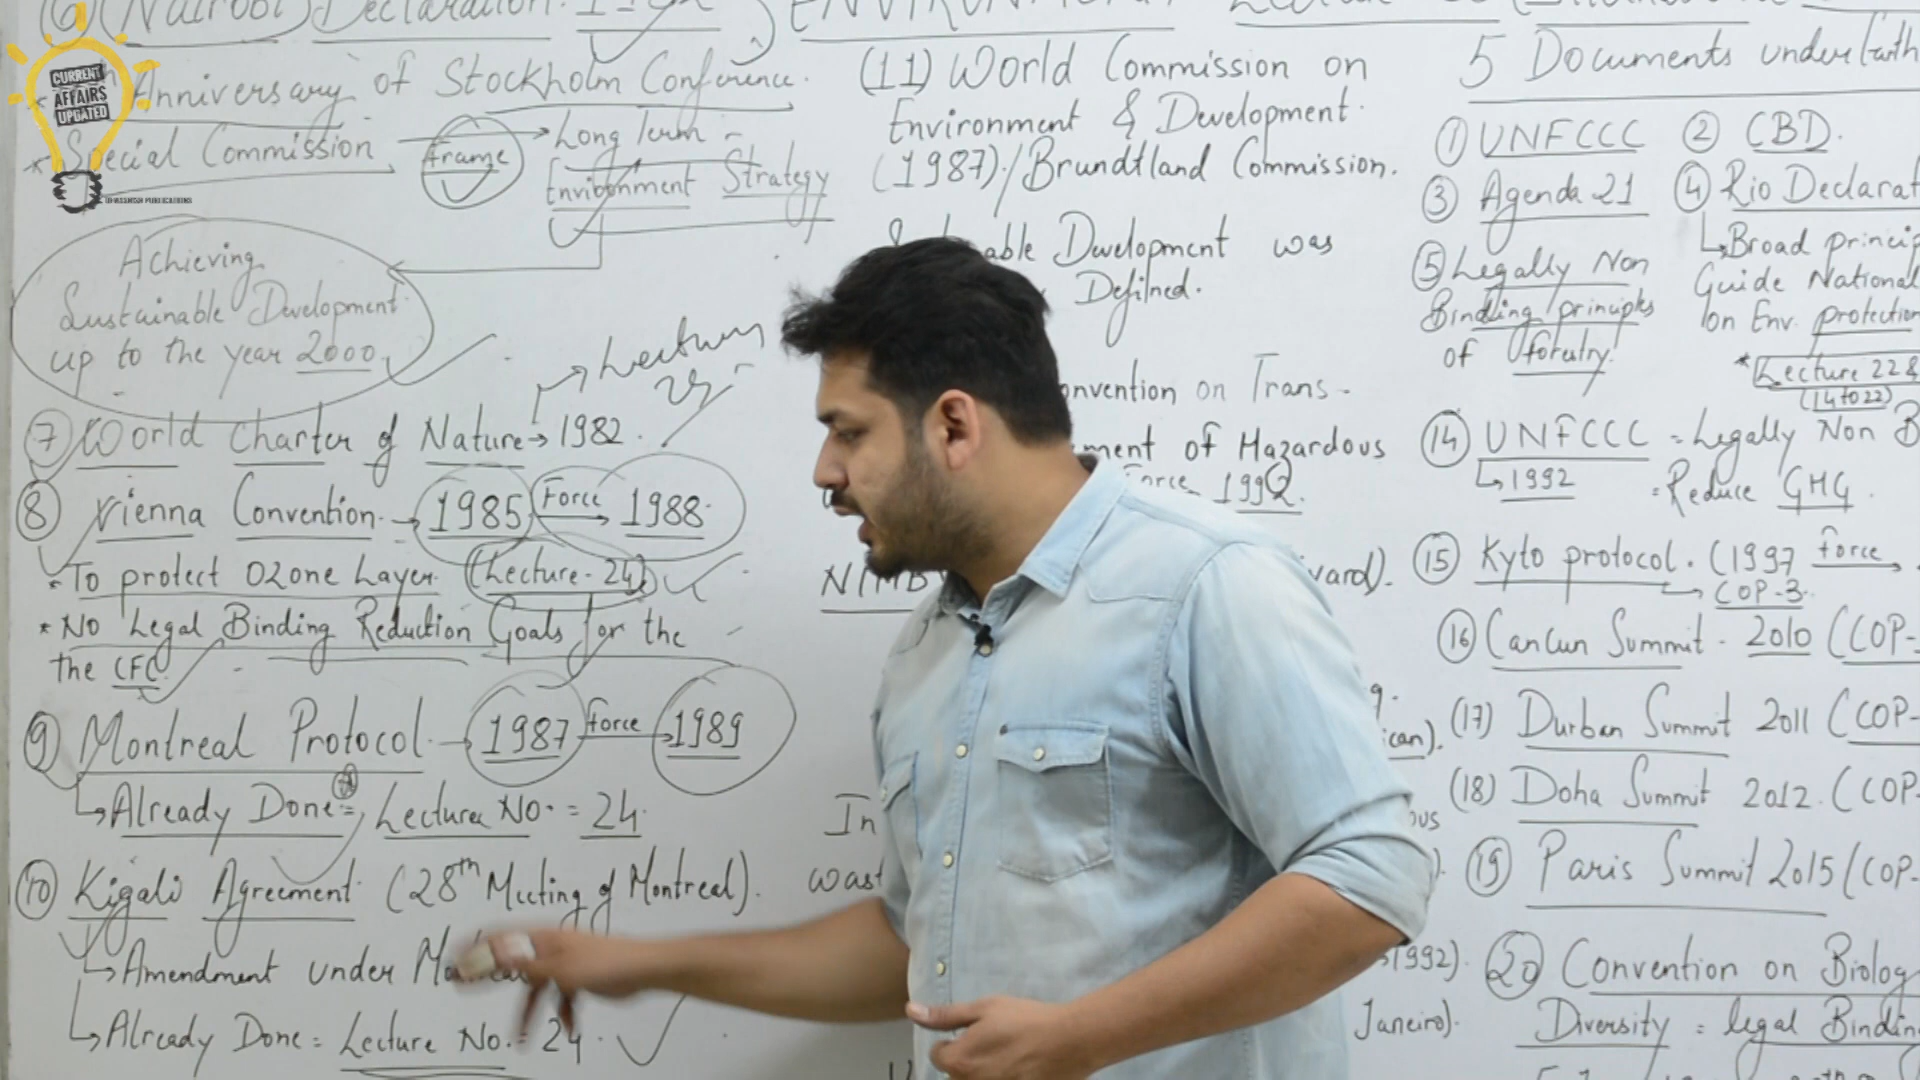 CURRENT
AFFAIRS
UPDATED
(6) Nairobi Declaration. 1982
Anniversary of Stockholm Conference.
* Special Commission
frame
Long Term
Environment Strategy
Achieving
Sustainable Development
up to the year 2000.
(7) World Charter of Nature → 1982.
(8) Vienna Convention. → 1985 Force 1988.
* To protect Ozone Layer. (Lecture-24)
* No Legal Binding Reduction Goals for the
the CFC
(9) Montreal Protocol. → 1987 force 1989
Already Done = Lecture No. = 24.
(10) Kigali Agreement (28th Meeting of Montreal).
Amendment under
Already Done = Lecture No. = 24.
ENVIRONMENT
(11) World Commission on
Environment & Development.
(1987)/Brundtland Commission.
Development was
Defilned.
on Trans-
of Hazardous
1992.
In
1992).
Janeiro).
5 Documents under
① UNFCCC ② CBD.
③ Agenda 21 ④ Rio
Broad
Guide National
on Env. protection
* Lecture 22 &
(14 to 22)
⑤ Legally Non
Binding principles
of forestry.
(14) UNFCCC = Legally Non
1992 = Reduce GHG.
(15) Kyto protocol. (1997 force
COP-3.
(16) Cancun Summit - 2010 (COP-
(17) Durban Summit 2011 (COP-
(18) Doha Summit 2012. (COP
(19) Paris Summit 2015 (COP-
(20) Convention on
Diversity = legal